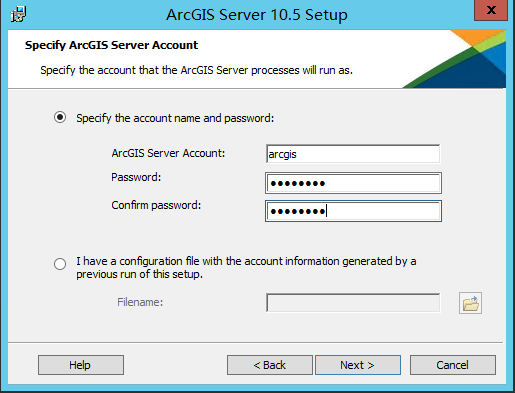 ArcGIS Server 10.5 Setup
x
Specify ArcGIS Server Account
Specify the account that the ArcGIS Server processes will run as.
Specify the account name and password:
ArcGIS Server Account:
arcgis
Password:
●●●●●●●●
Confirm password:
●●●●●●●●
I have a configuration file with the account information generated by a
previous run of this setup.
Filename:
Help
< Back
Next >
Cancel